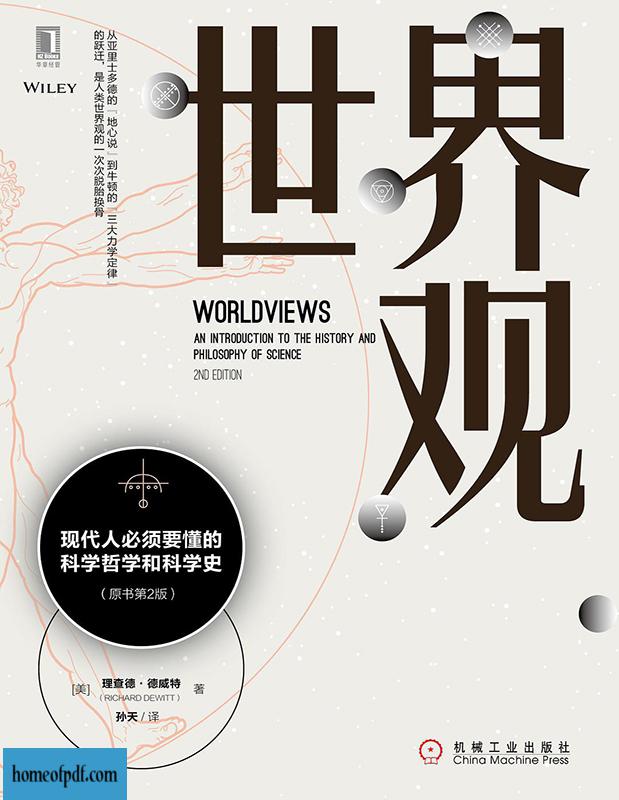 HZ BOOKS
华章经管
WILEY
从亚里士多德的「地心说」到牛顿的「三大力学定律」
的跃迁，是人类世界观的一次次脱胎换骨
世界
观
WORLDVIEWS
AN INTRODUCTION TO THE HISTORY AND
PHILOSOPHY OF SCIENCE
2ND EDITION
现代人必须要懂的
科学哲学和科学史
（原书第2版）
[美] 理查德·德威特 著
(RICHARD DEWITT)
孙天 / 译
机械工业出版社
China Machine Press
homeofpdf.com